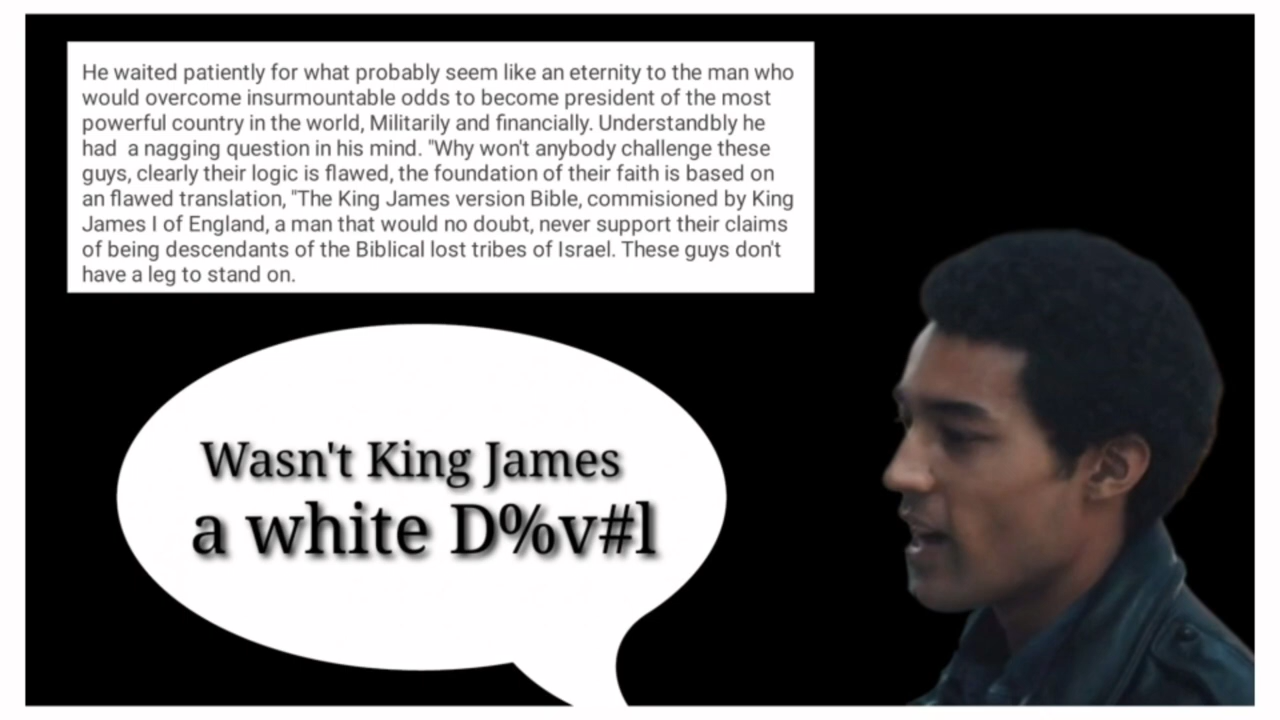 He waited patiently for what probably seem like an eternity to the man who
would overcome insurmountable odds to become president of the most
powerful country in the world, Militarily and financially. Understandbly he
had  a nagging question in his mind. "Why won't anybody challenge these
guys, clearly their logic is flawed, the foundation of their faith is based on
an flawed translation, "The King James version Bible, commisioned by King
James I of England, a man that would no doubt, never support their claims
of being descendants of the Biblical lost tribes of Israel. These guys don't
have a leg to stand on.
Wasn't King James
a white D%v#l